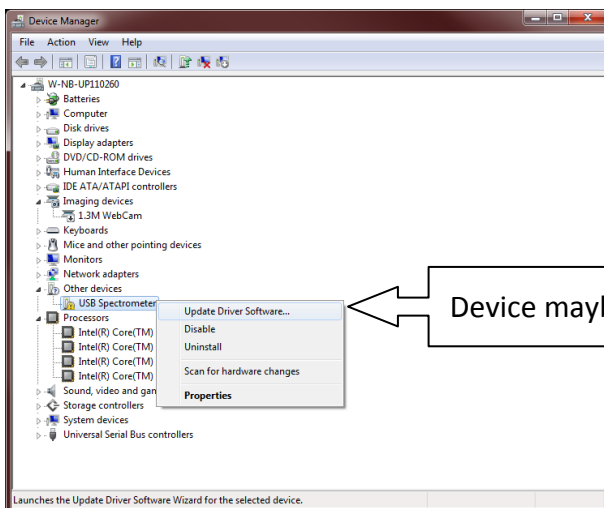 Device Manager
File Action View Help
W-NB-UP110260
Batteries
Computer
Disk drives
Display adapters
DVD/CD-ROM drives
Human Interface Devices
IDE ATA/ATAPI controllers
Imaging devices
1.3M WebCam
Keyboards
Mice and other pointing devices
Monitors
Network adapters
Other devices
USB Spectrometer
Processors
Intel(R) Core(TM)
Intel(R) Core(TM)
Intel(R) Core(TM)
Intel(R) Core(TM)
Sound, video and gan
Storage controllers
System devices
Universal Serial Bus controllers
Update Driver Software...
Disable
Uninstall
Scan for hardware changes
Properties
Device may
Launches the Update Driver Software Wizard for the selected device.